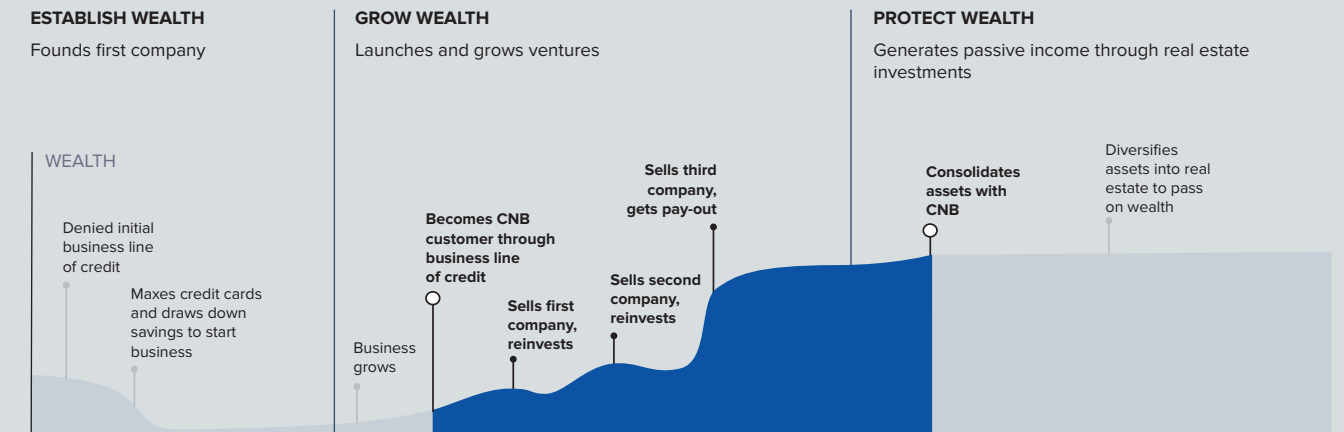 ESTABLISH WEALTH
Founds first company
GROW WEALTH
Launches and grows ventures
PROTECT WEALTH
Generates passive income through real estate
investments
WEALTH
Denied initial
business line
of credit
Maxes credit cards
and draws down
savings to start
business
Business
grows
Becomes CNB
customer through
business line
of credit
Sells first
company,
reinvests
Sells second
company,
reinvests
Sells third
company,
gets pay-out
Consolidates
assets with
CNB
Diversifies
assets into real
estate to pass
on wealth